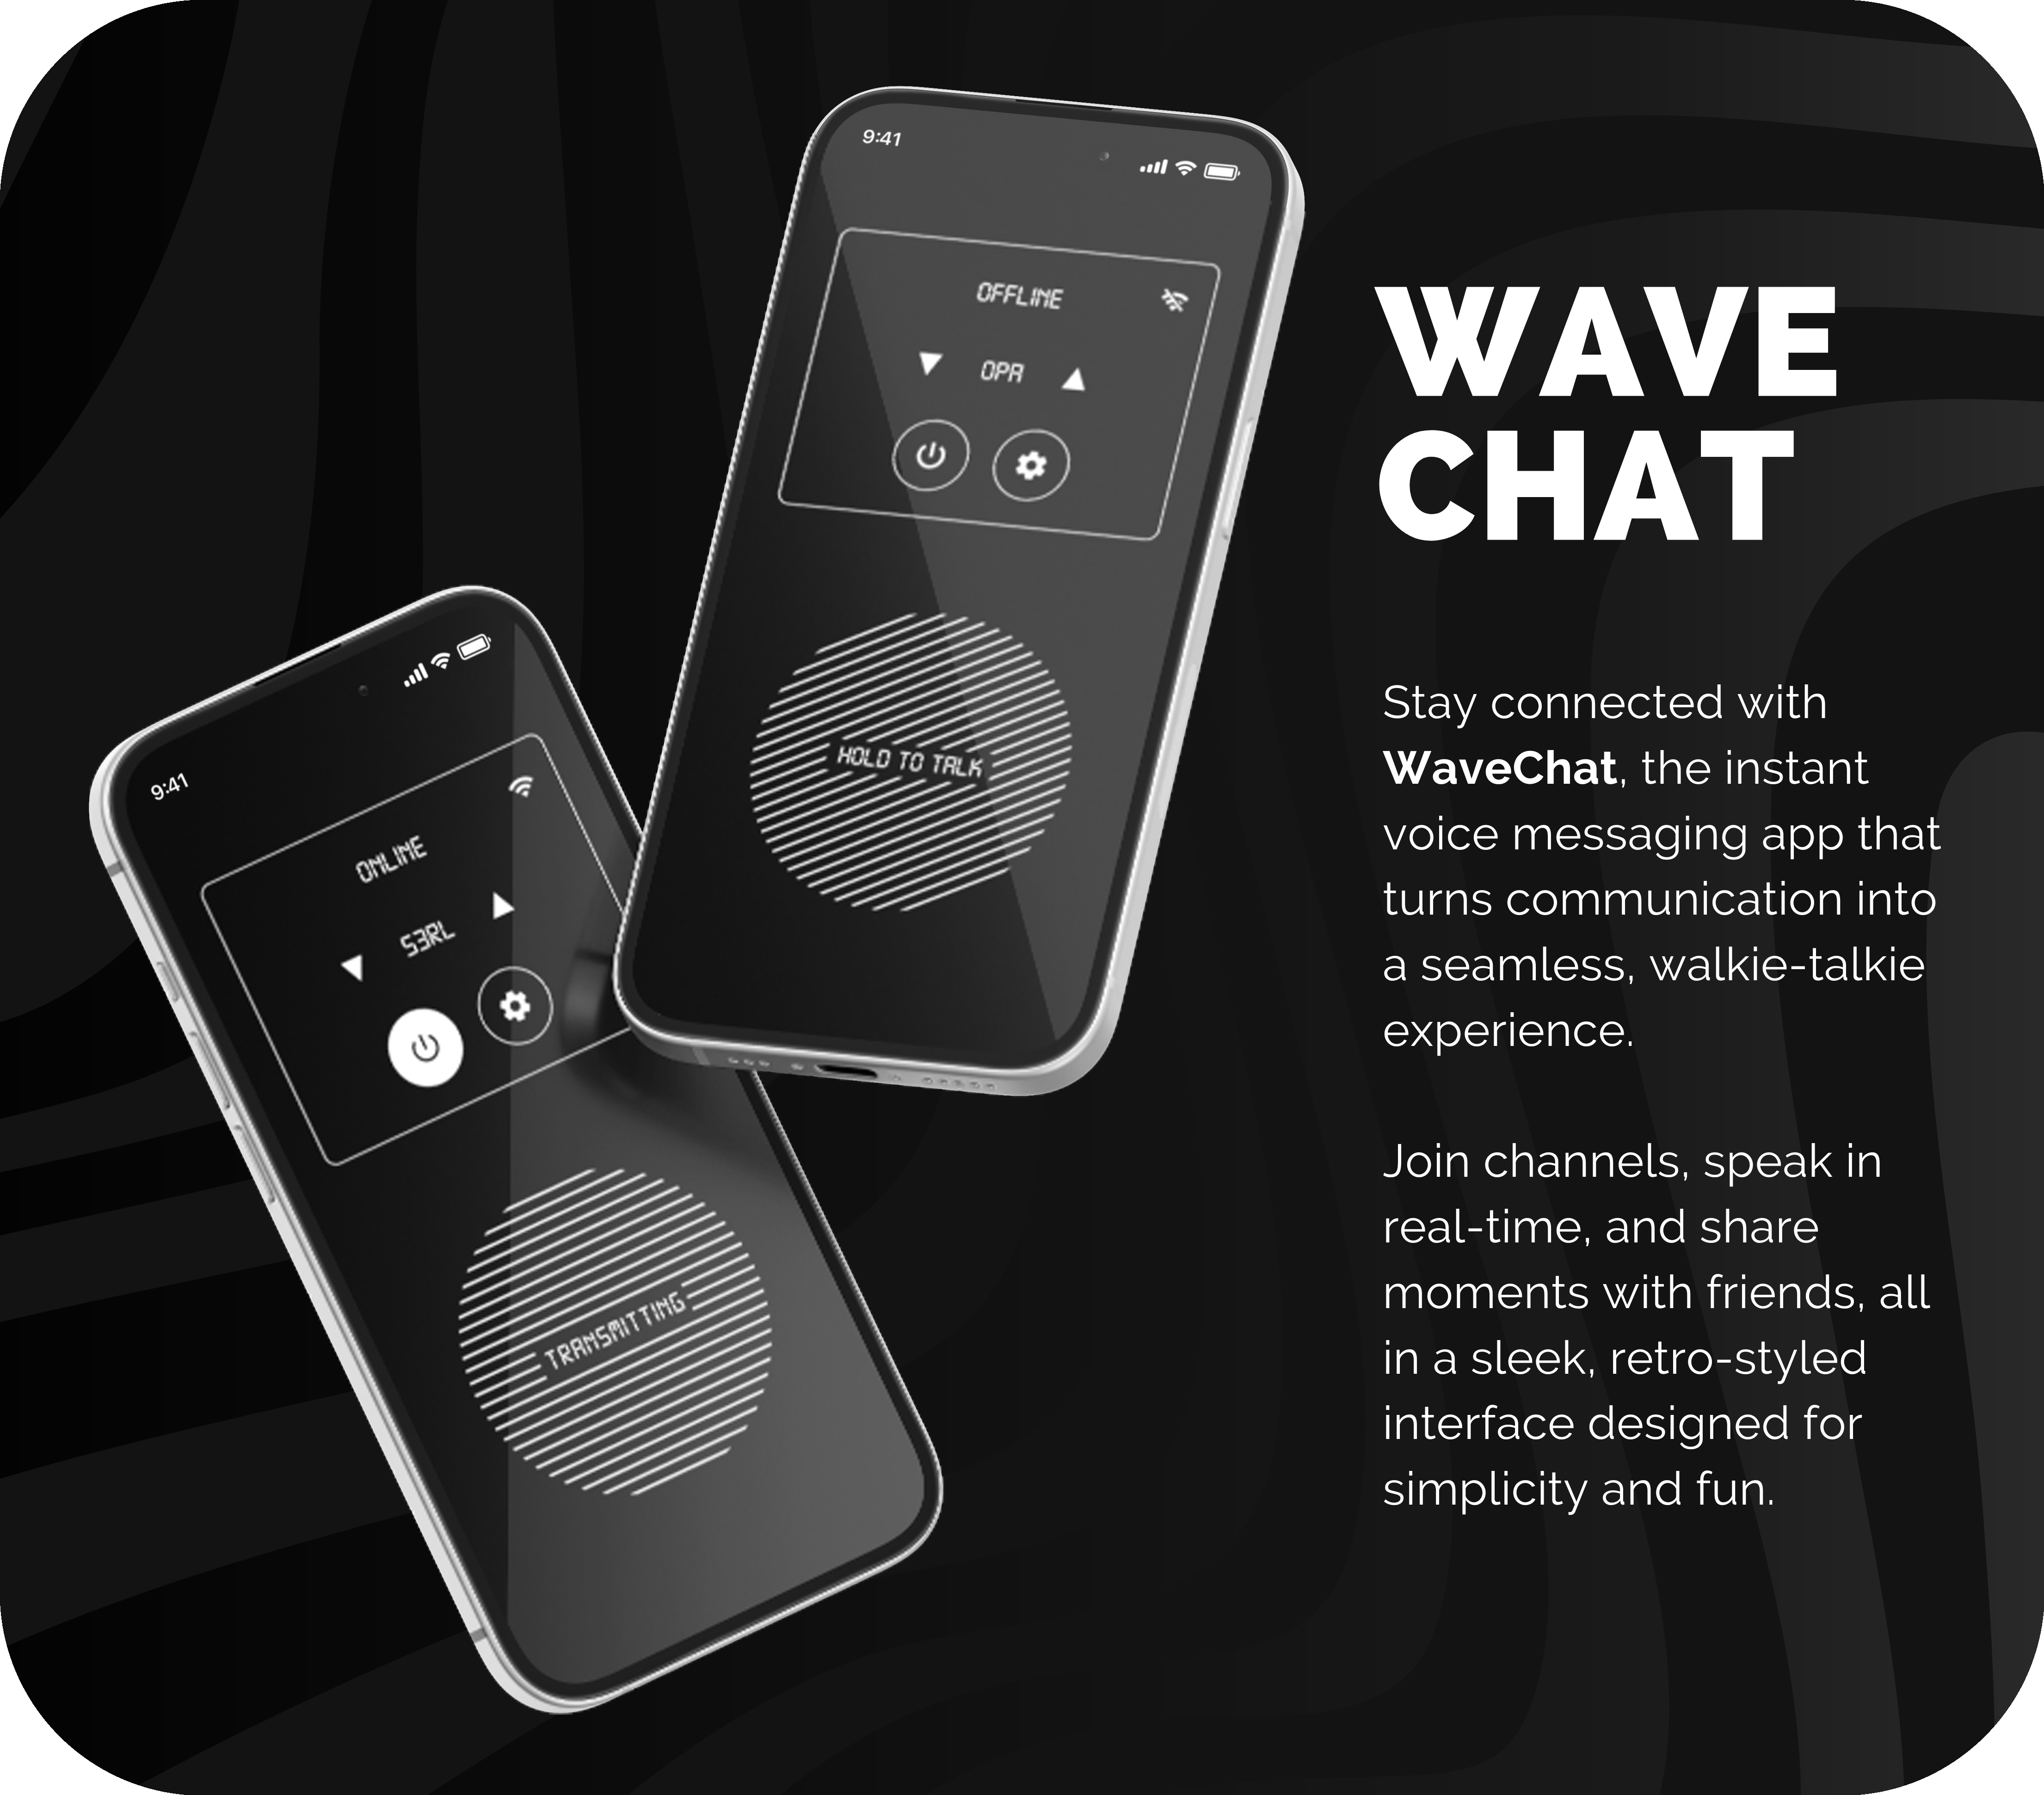 9:41
OFFLINE
OPA
HOLD TO TALK
9:41
ONLINE
S3RL
TRANSMITTING
WAVE
CHAT
Stay connected with
WaveChat, the instant
voice messaging app that
turns communication into
a seamless, walkie-talkie
experience.
Join channels, speak in
real-time, and share
moments with friends, all
in a sleek, retro-styled
interface designed for
simplicity and fun.